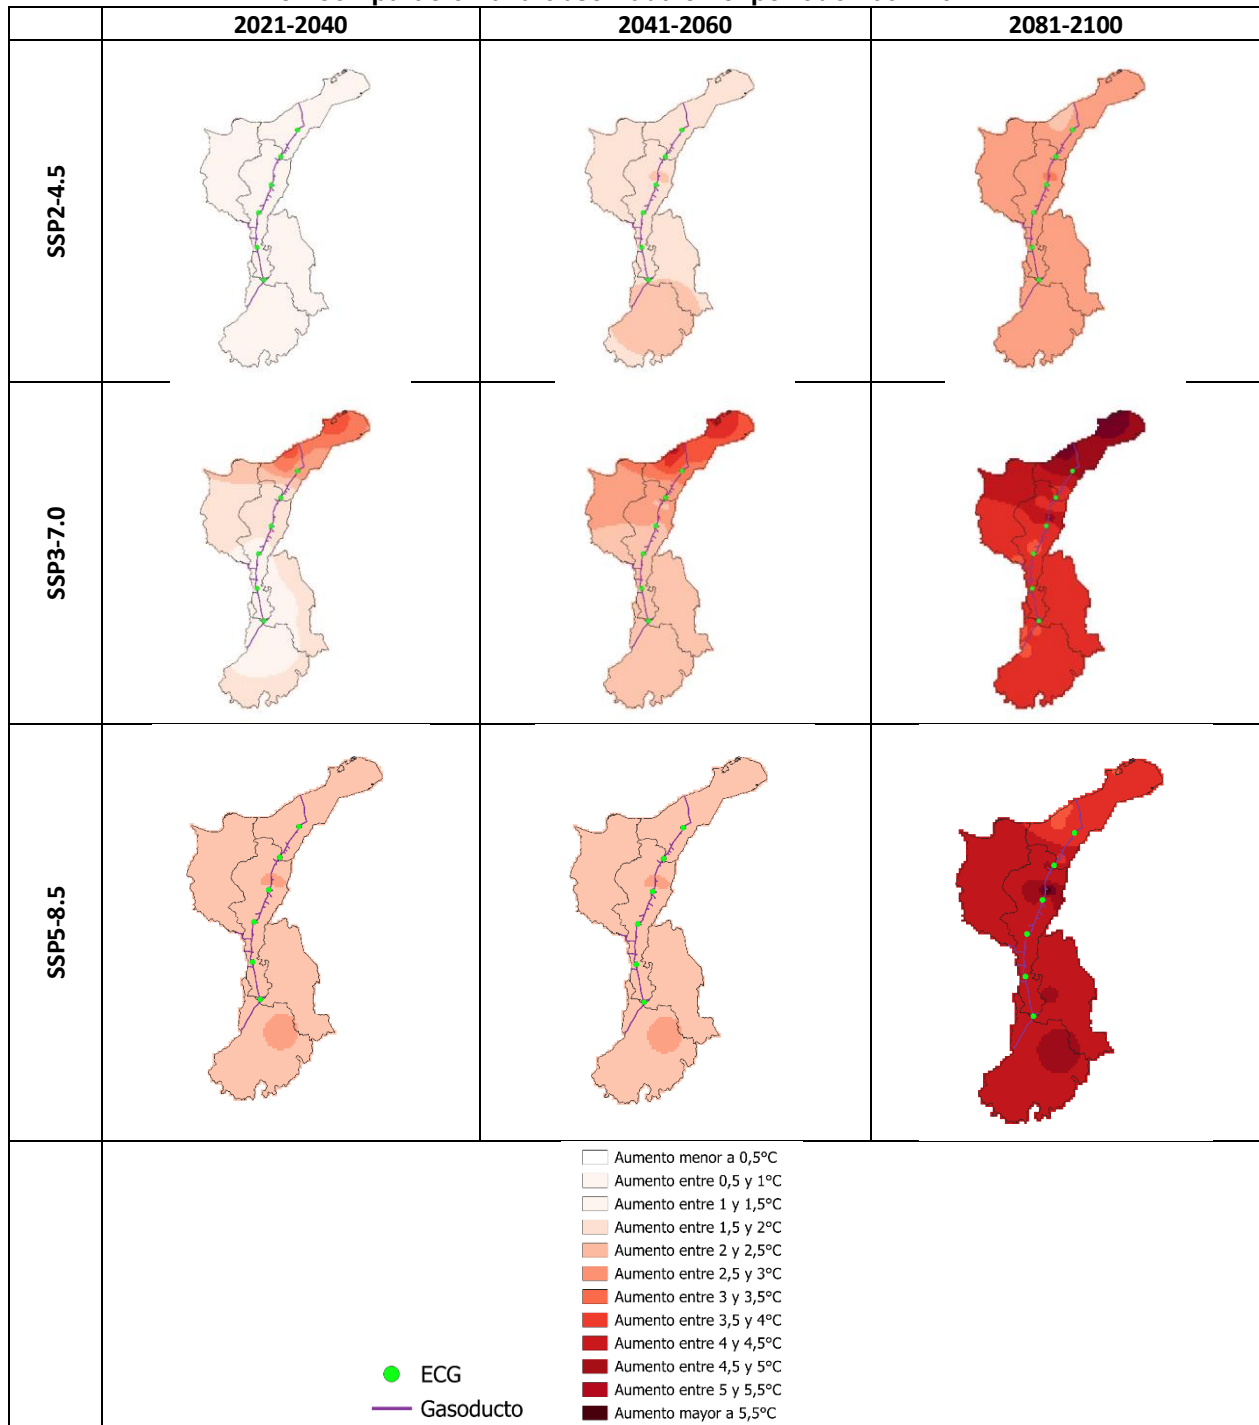 2021-2040
2041-2060
2081-2100
SSP2-4.5
SSP3-7.0
SSP5-8.5
Aumento menor a 0,5°C
Aumento entre 0,5 y 1°C
Aumento entre 1 y 1,5°C
Aumento entre 1,5 y 2°C
Aumento entre 2 y 2,5°C
Aumento entre 2,5 y 3°C
Aumento entre 3 y 3,5°C
Aumento entre 3,5 y 4°C
Aumento entre 4 y 4,5°C
Aumento entre 4,5 y 5°C
Aumento entre 5 y 5,5°C
Aumento mayor a 5,5°C
ECG
Gasoducto